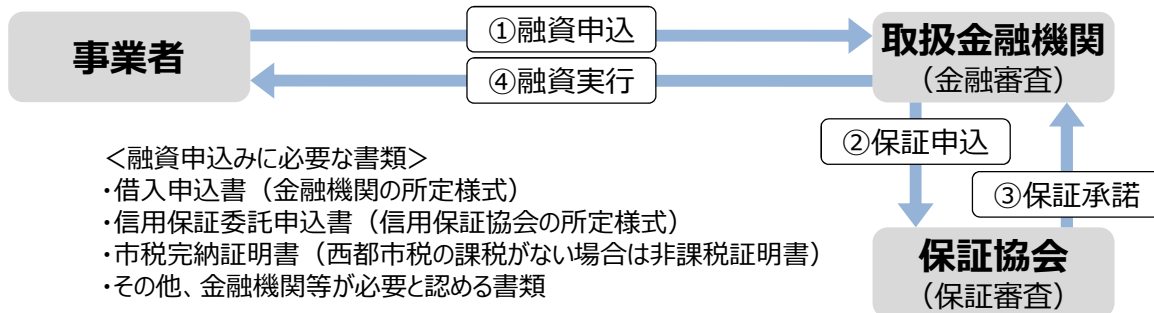 ①融資申込
事業者
取扱金融機関
（金融審査）
④融資実行
②保証申込
③保証承諾
＜融資申込みに必要な書類＞
・借入申込書（金融機関の所定様式）
・信用保証委託申込書（信用保証協会の所定様式）
・市税完納証明書（西都市税の課税がない場合は非課税証明書）
・その他、金融機関等が必要と認める書類
保証協会
（保証審査）